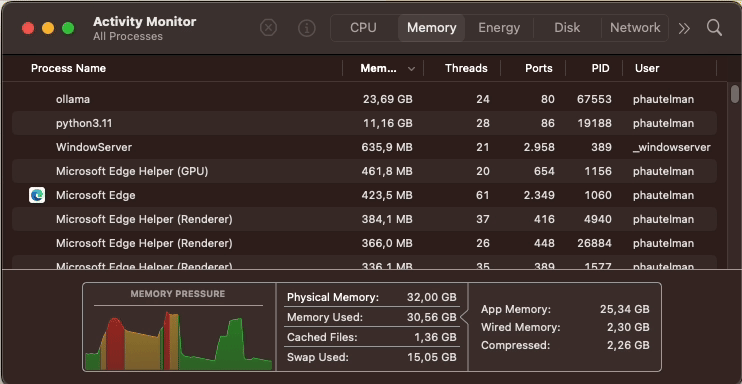 Activity Monitor
All Processes
CPU Memory Energy Disk Network
Process Name Mem... Threads Ports PID User
ollama 23,69 GB 24 80 67553 phautelman
python3.11 11,16 GB 28 86 19188 phautelman
WindowServer 635,9 MB 21 2.958 389 _windowserver
Microsoft Edge Helper (GPU) 461,8 MB 20 654 1156 phautelman
Microsoft Edge 423,5 MB 61 2.349 1060 phautelman
Microsoft Edge Helper (Renderer) 384,1 MB 37 416 4940 phautelman
Microsoft Edge Helper (Renderer) 366,0 MB 26 448 26884 phautelman
Microsoft Edge Helper (Renderer) 336,1 MB 35 389 1577 phautelman
MEMORY PRESSURE
Physical Memory: 32,00 GB
Memory Used: 30,56 GB
Cached Files: 1,36 GB
Swap Used: 15,05 GB
App Memory: 25,34 GB
Wired Memory: 2,30 GB
Compressed: 2,26 GB